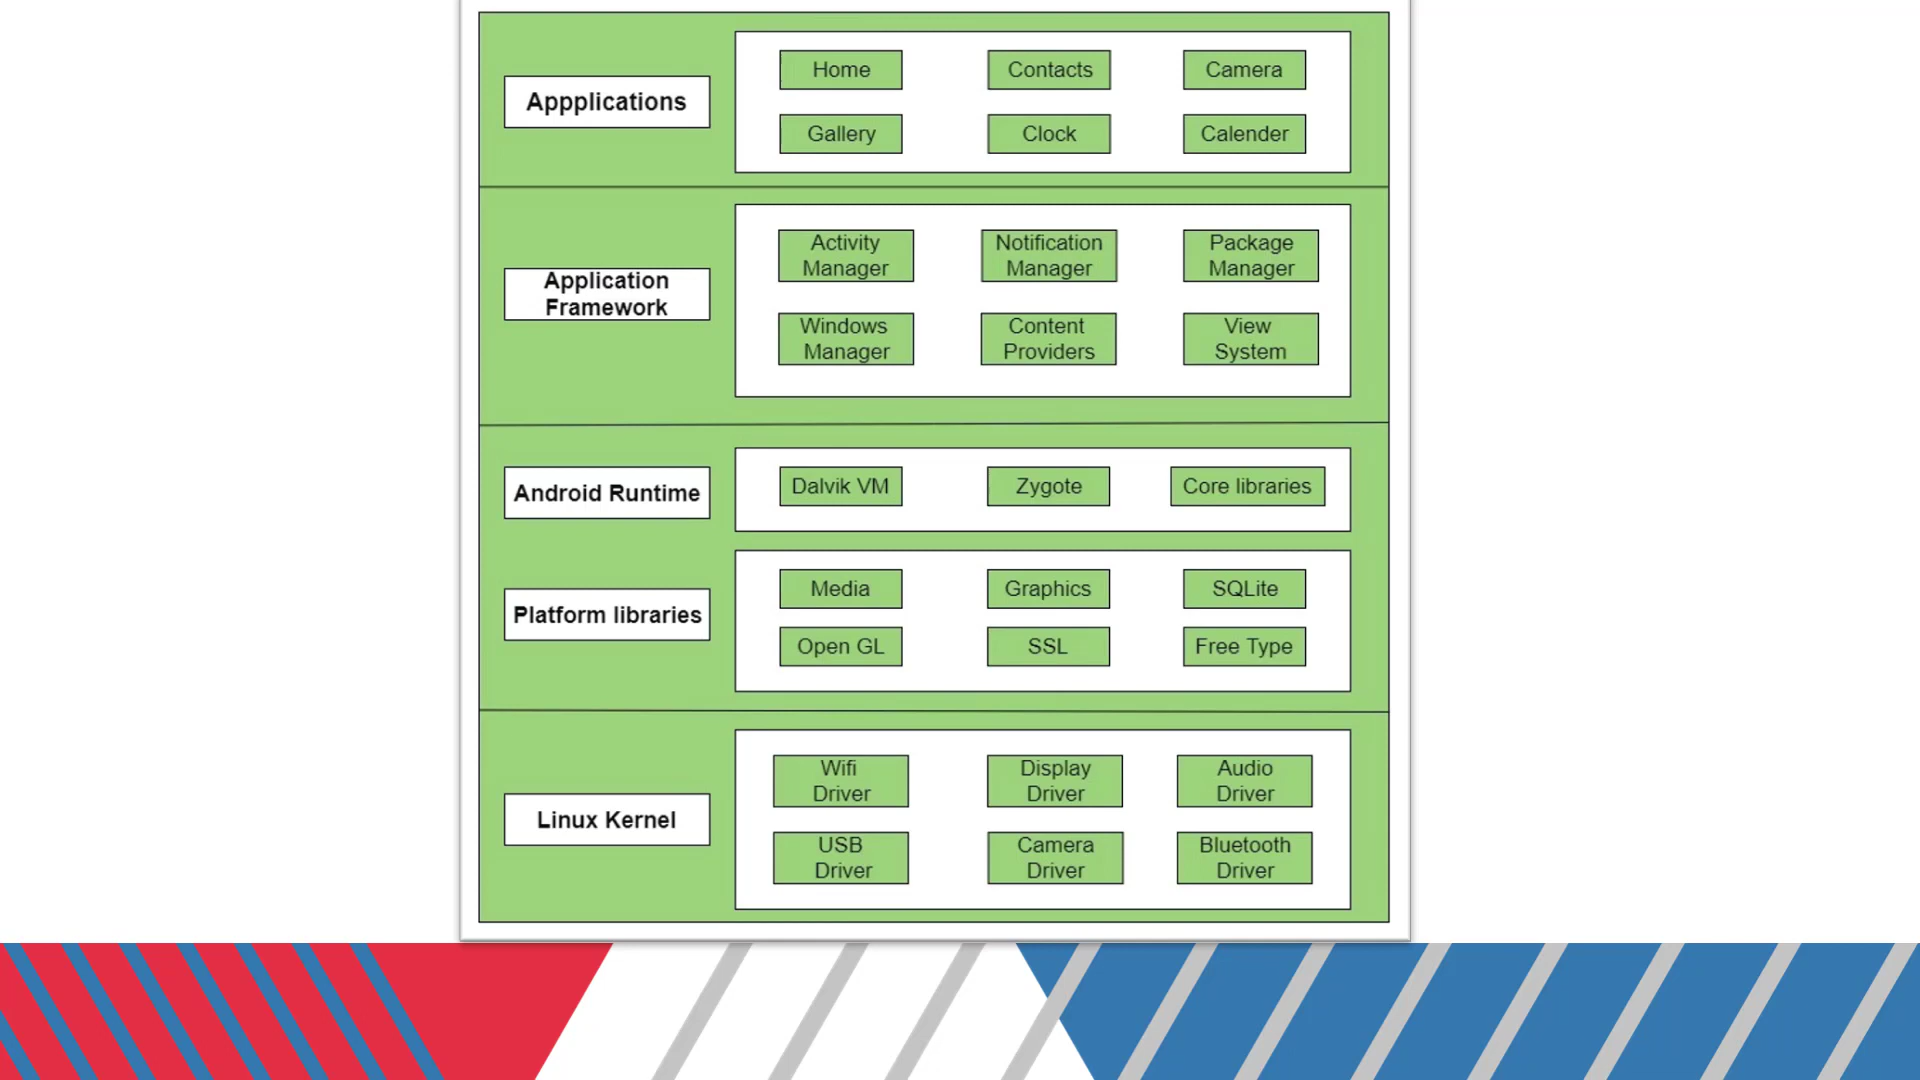 Appplications
Home
Contacts
Camera
Gallery
Clock
Calender
Application
Framework
Activity
Manager
Notification
Manager
Package
Manager
Windows
Manager
Content
Providers
View
System
Android Runtime
Dalvik VM
Zygote
Core libraries
Platform libraries
Media
Graphics
SQLite
Open GL
SSL
Free Type
Linux Kernel
Wifi
Driver
Display
Driver
Audio
Driver
USB
Driver
Camera
Driver
Bluetooth
Driver